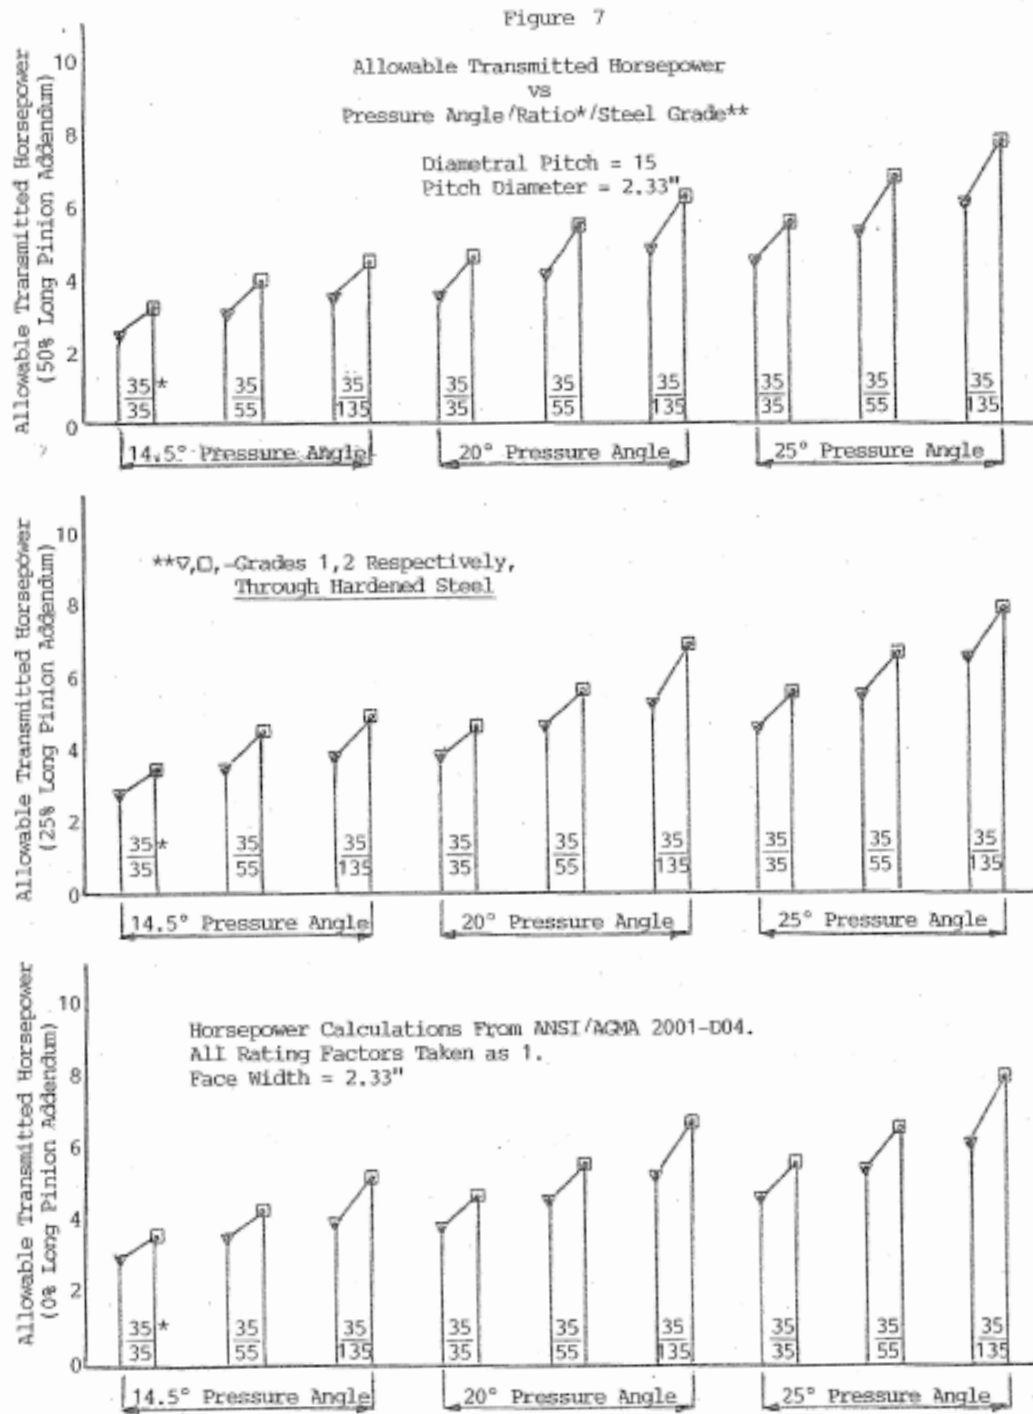 Figure 7
Allowable Transmitted Horsepower
vs
Pressure Angle/Ratio*/Steel Grade**
Diametral Pitch = 15
Pitch Diameter = 2.33"
Allowable Transmitted Horsepower
(50% Long Pinion Addendum)
10
8
6
4
2
0
35 * 35 35 35 35 35 35 35 35
35 55 135 35 55 135 35 55 135
14.5° Pressure Angle 20° Pressure Angle 25° Pressure Angle
Allowable Transmitted Horsepower
(25% Long Pinion Addendum)
10
8
6
4
2
0
**▽,□,-Grades 1,2 Respectively,
Through Hardened Steel
35 * 35 35 35 35 35 35 35 35
35 55 135 35 55 135 35 55 135
14.5° Pressure Angle 20° Pressure Angle 25° Pressure Angle
Allowable Transmitted Horsepower
(0% Long Pinion Addendum)
10
8
6
4
2
0
Horsepower Calculations From ANSI/AGMA 2001-D04.
All Rating Factors Taken as 1.
Face Width = 2.33"
35 * 35 35 35 35 35 35 35 35
35 55 135 35 55 135 35 55 135
14.5° Pressure Angle 20° Pressure Angle 25° Pressure Angle